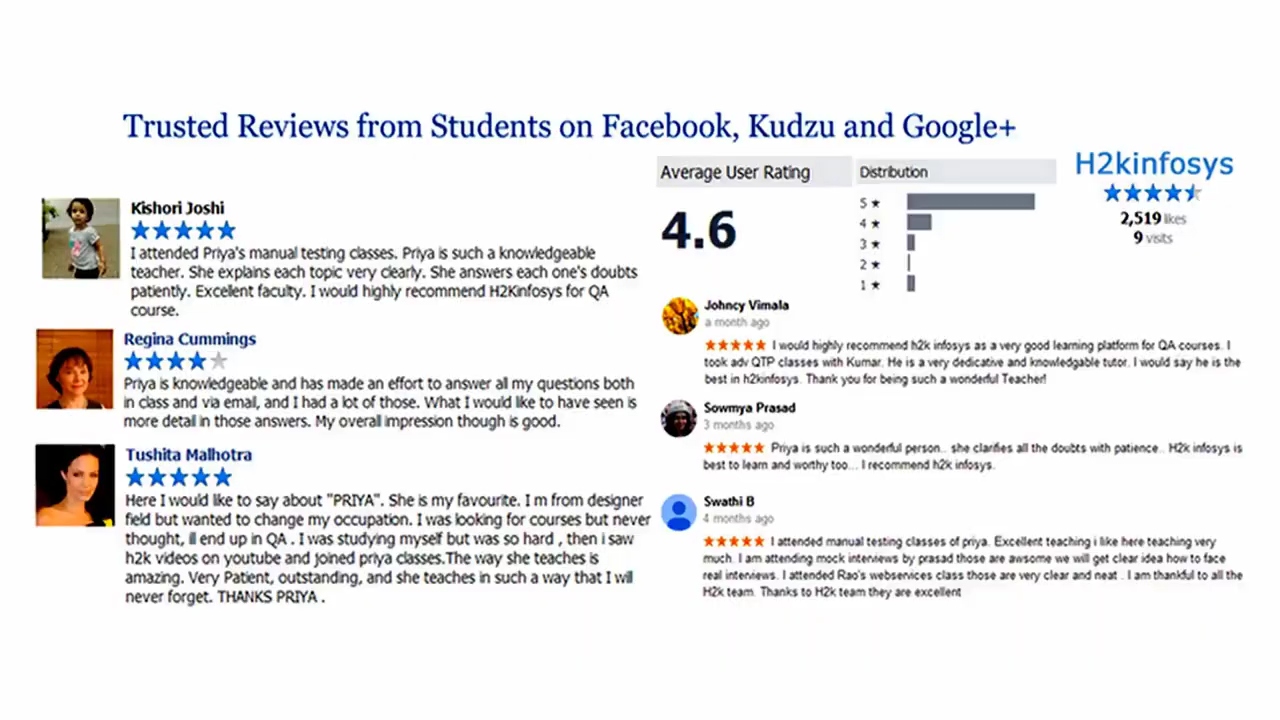 Trusted Reviews from Students on Facebook, Kudzu and Google+
Kishori Joshi
I attended Priya's manual testing classes. Priya is such a knowledgeable
teacher. She explains each topic very clearly. She answers each one's doubts
patiently. Excellent faculty. I would highly recommend H2Kinfosys for QA
course.
Regina Cummings
Priya is knowledgeable and has made an effort to answer all my questions both
in class and via email, and I had a lot of those. What I would like to have seen is
more detail in those answers. My overall impression though is good.
Tushita Malhotra
Here I would like to say about "PRIYA". She is my favourite. I m from designer
field but wanted to change my occupation. I was looking for courses but never
thought, ill end up in QA . I was studying myself but was so hard , then i saw
h2k videos on youtube and joined priya classes.The way she teaches is
amazing. Very Patient, outstanding, and she teaches in such a way that I will
never forget. THANKS PRIYA .
Average User Rating
4.6
Distribution
5 ★
4 ★
3 ★
2 ★
1 ★
H2kinfosys
2,519 likes
9 visits
Johncy Vimala
a month ago
I would highly recommend h2k infosys as a very good learning platform for QA courses. I
took adv QTP classes with Kumar. He is a very dedicative and knowledgable tutor. I would say he is the
best in h2kinfosys. Thank you for being such a wonderful Teacher!
Sowmya Prasad
3 months ago
Priya is such a wonderful person.. she clarifies all the doubts with patience.. H2k infosys is
best to learn and worthy too... I recommend h2k infosys.
Swathi B
4 months ago
I attended manual testing classes of priya. Excellent teaching i like here teaching very
much. I am attending mock interviews by prasad those are awsome we will get clear idea how to face
real interviews. I attended Rao's webservices class those are very clear and neat . I am thankful to all the
H2k team. Thanks to H2k team they are excellent